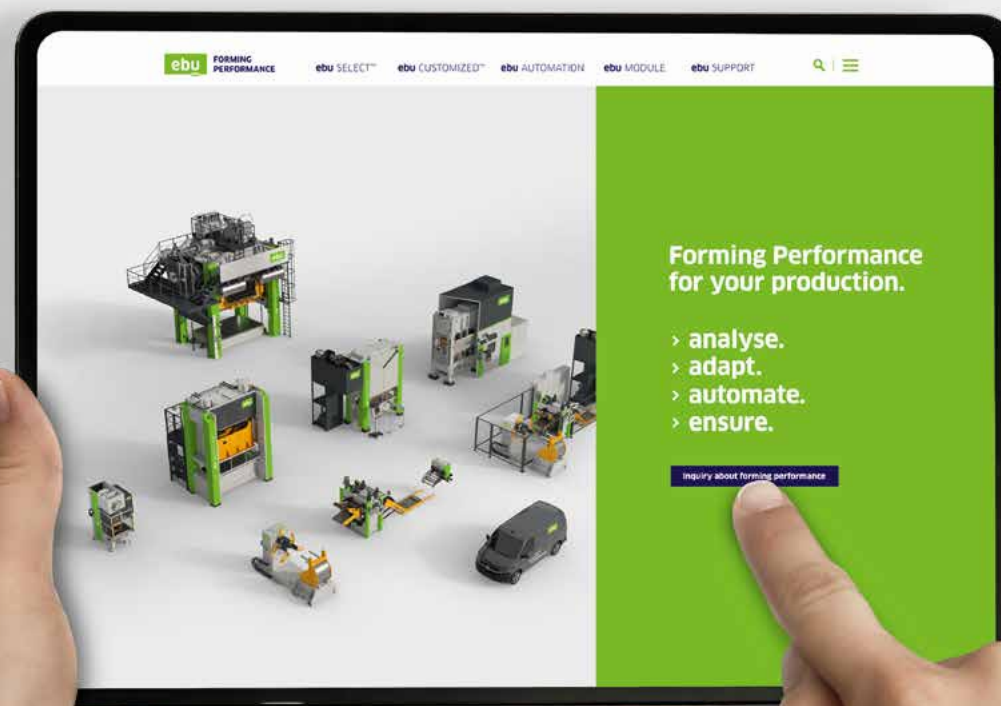 ebu FORMING PERFORMANCE
ebu SELECT™
ebu CUSTOMIZED™
ebu AUTOMATION
ebu MODULE
ebu SUPPORT
Forming Performance
for your production.
› analyse.
› adapt.
› automate.
› ensure.
Inquiry about forming performance